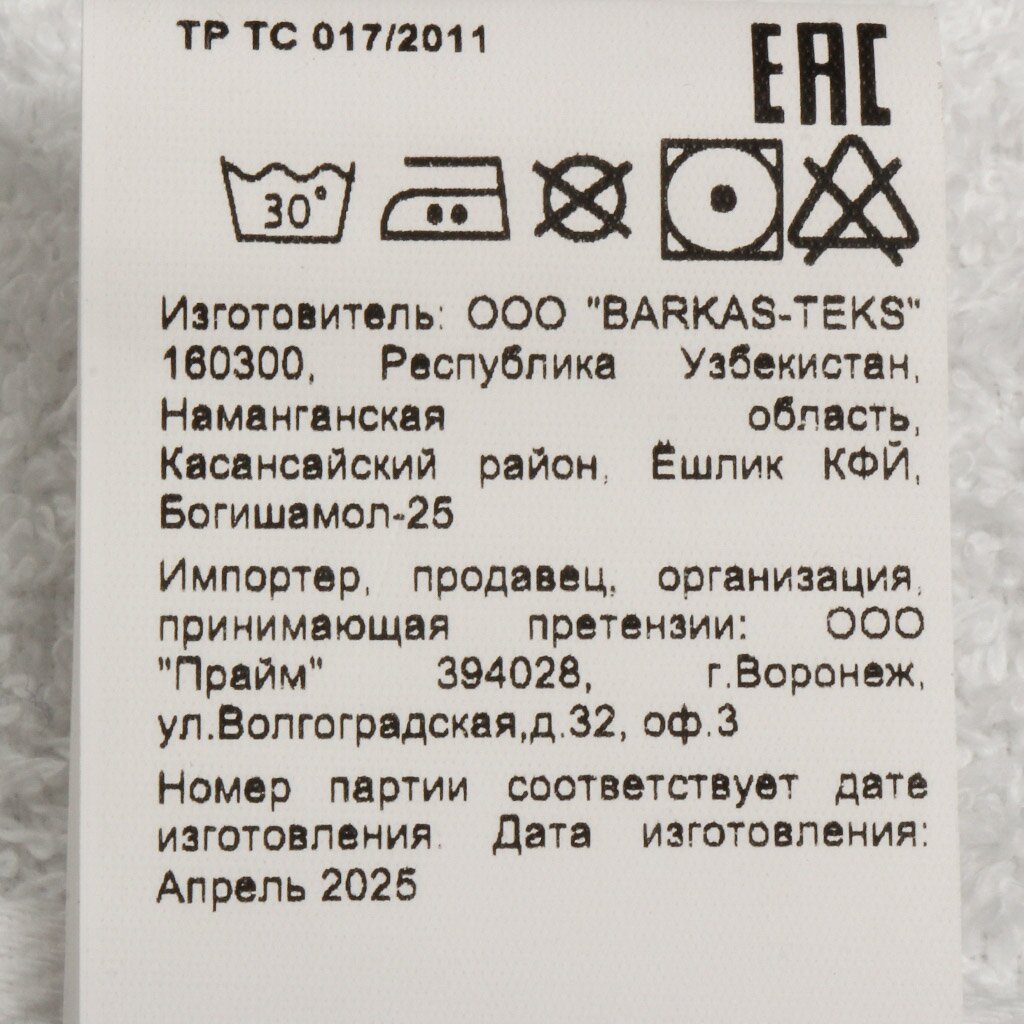 ТР ТС 017/2011
ЕАС
30°
Изготовитель: ООО "BARKAS-TEKS"
160300, Республика Узбекистан,
Наманганская область,
Касансайский район, Ёшлик КФЙ,
Богишамол-25
Импортер, продавец, организация,
принимающая претензии: ООО
"Прайм" 394028, г.Воронеж,
ул.Волгоградская,д.32, оф.3
Номер партии соответствует дате
изготовления. Дата изготовления:
Апрель 2025